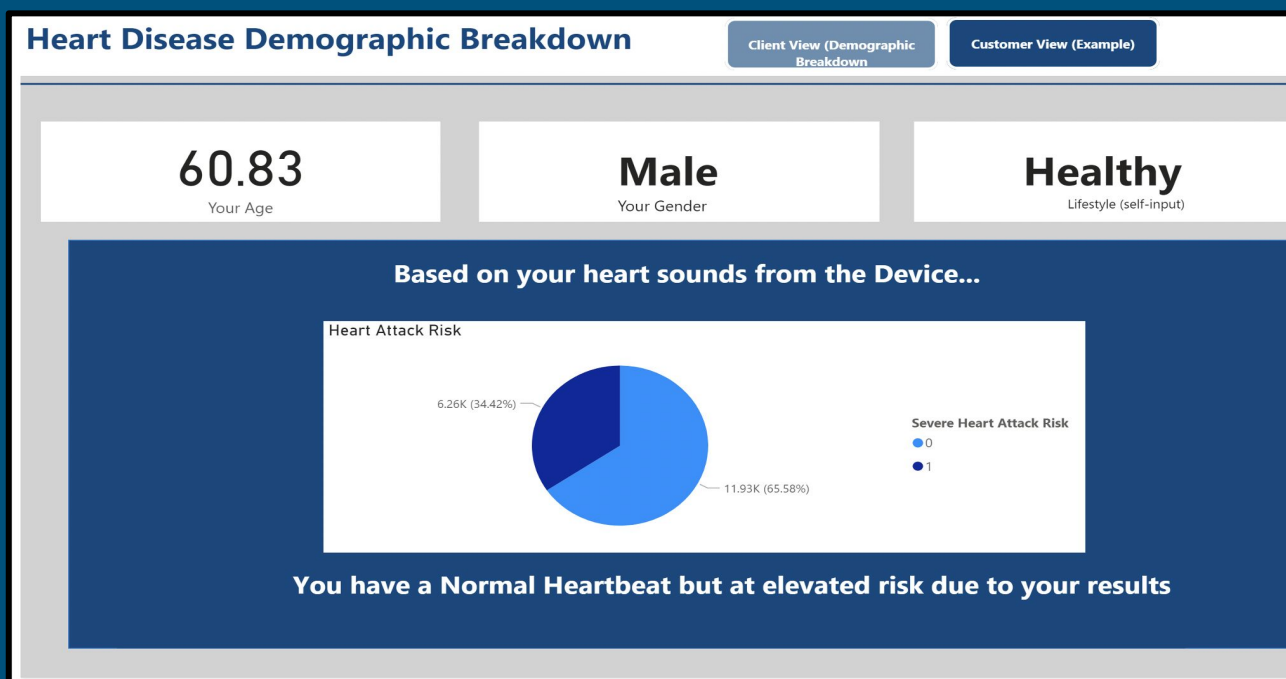 Heart Disease Demographic Breakdown
Client View (Demographic
Breakdown
Customer View (Example)
60.83
Your Age
Male
Your Gender
Healthy
Lifestyle (self-input)
Based on your heart sounds from the Device...
Heart Attack Risk
6.26K (34.42%)
11.93K (65.58%)
Severe Heart Attack Risk
0
1
You have a Normal Heartbeat but at elevated risk due to your results